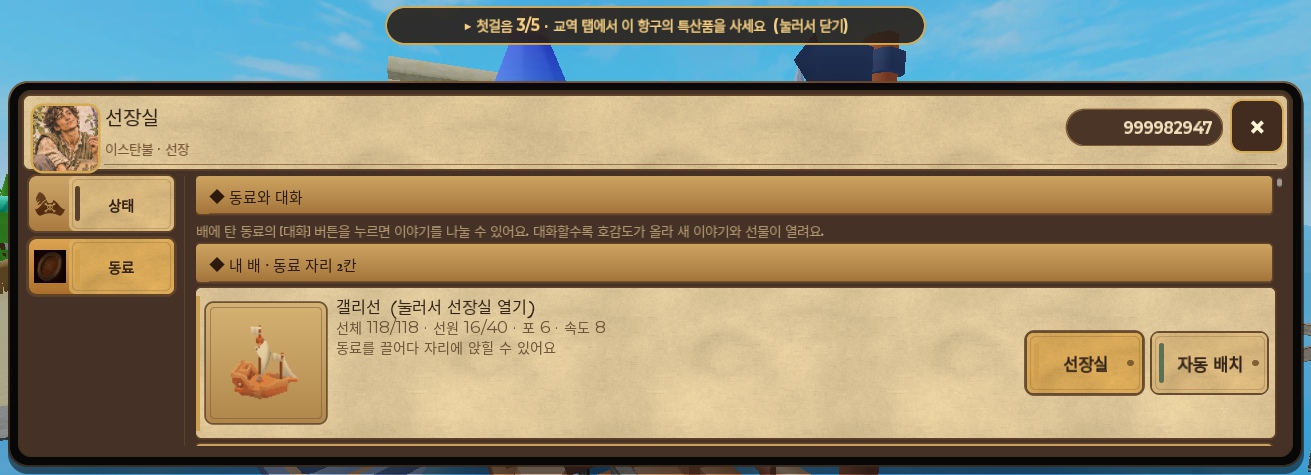 ▸ 첫걸음 3/5 · 교역 탭에서 이 항구의 특산품을 사세요 (눌러서 닫기)
선장실
이스탄불 · 선장
999982947
×
상태
동료
◆ 동료와 대화
배에 탄 동료의 [대화] 버튼을 누르면 이야기를 나눌 수 있어요. 대화할수록 호감도가 올라 새 이야기와 선물이 열려요.
◆ 내 배 · 동료 자리 2칸
갤리선 (눌러서 선장실 열기)
선체 118/118 · 선원 16/40 · 포 6 · 속도 8
동료를 끌어다 자리에 앉힐 수 있어요
선장실
자동 배치